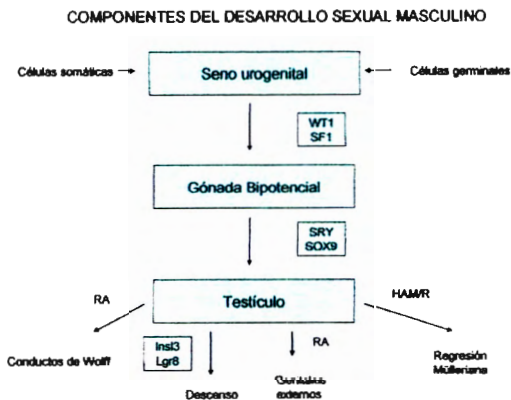 COMPONENTES DEL DESARROLLO SEXUAL MASCULINO
Células somáticas
Seno urogenital
Células germinales
WT1
SF1
Gónada Bipotencial
SRY
SOX9
RA
Testículo
HAM/R
Insl3
Lgr8
RA
Conductos de Wolff
Regresión
Mülleriana
Descenso
Genitales
externos